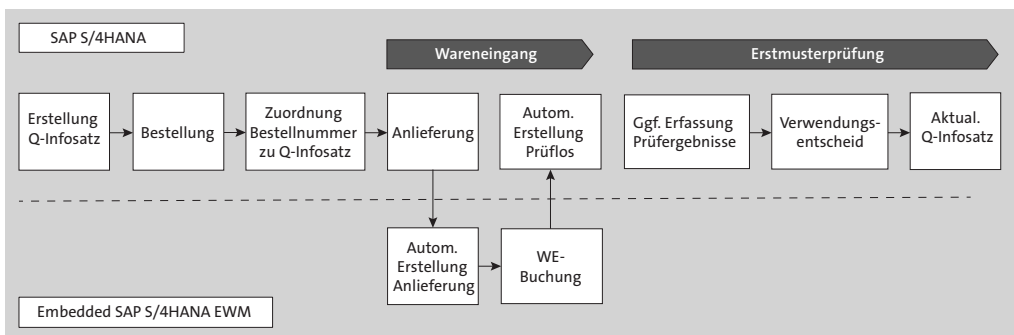 SAP S/4HANA
Wareneingang
Erstmusterprüfung
Erstellung
Q-Infosatz
Bestellung
Zuordnung
Bestellnummer
zu Q-Infosatz
Anlieferung
Autom.
Erstellung
Prüflos
Ggf. Erfassung
Prüfergebnisse
Verwendungs-
entscheid
Aktual.
Q-Infosatz
Autom.
Erstellung
Anlieferung
WE-
Buchung
Embedded SAP S/4HANA EWM